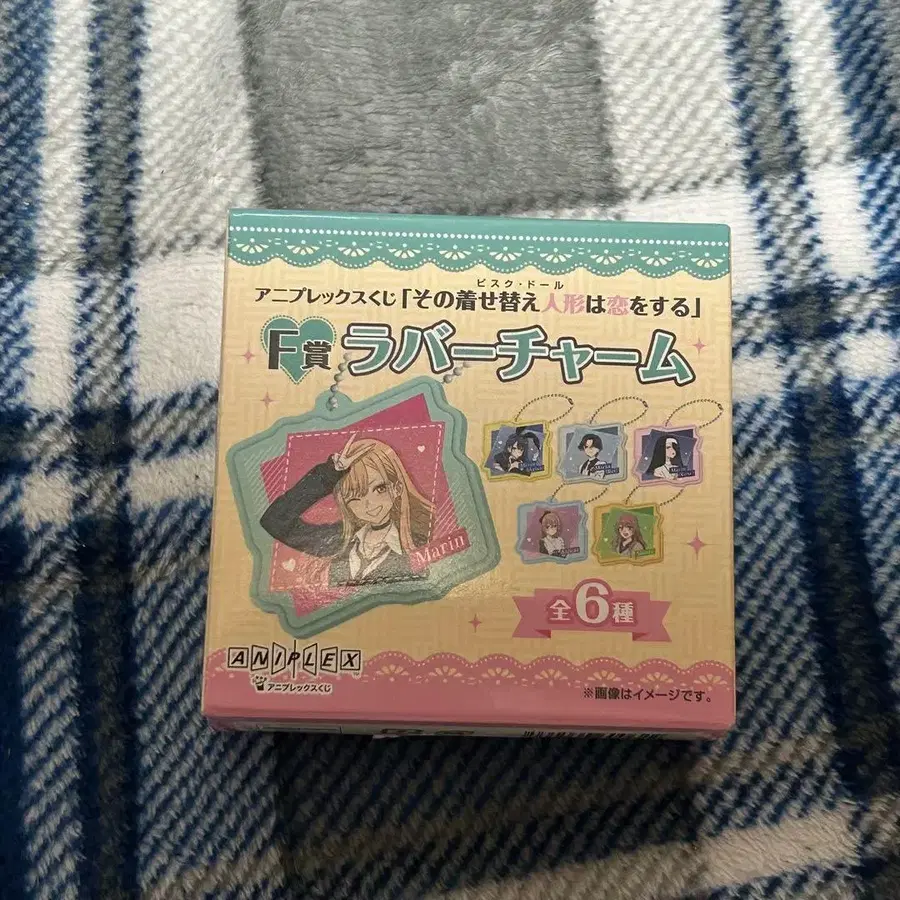 ビスク・ドール
アニプレックスくじ「その着せ替え人形は恋をする」
F賞 ラバーチャーム
Marin
全6種
ANIPLEX
アニプレックスくじ
※画像はイメージです。